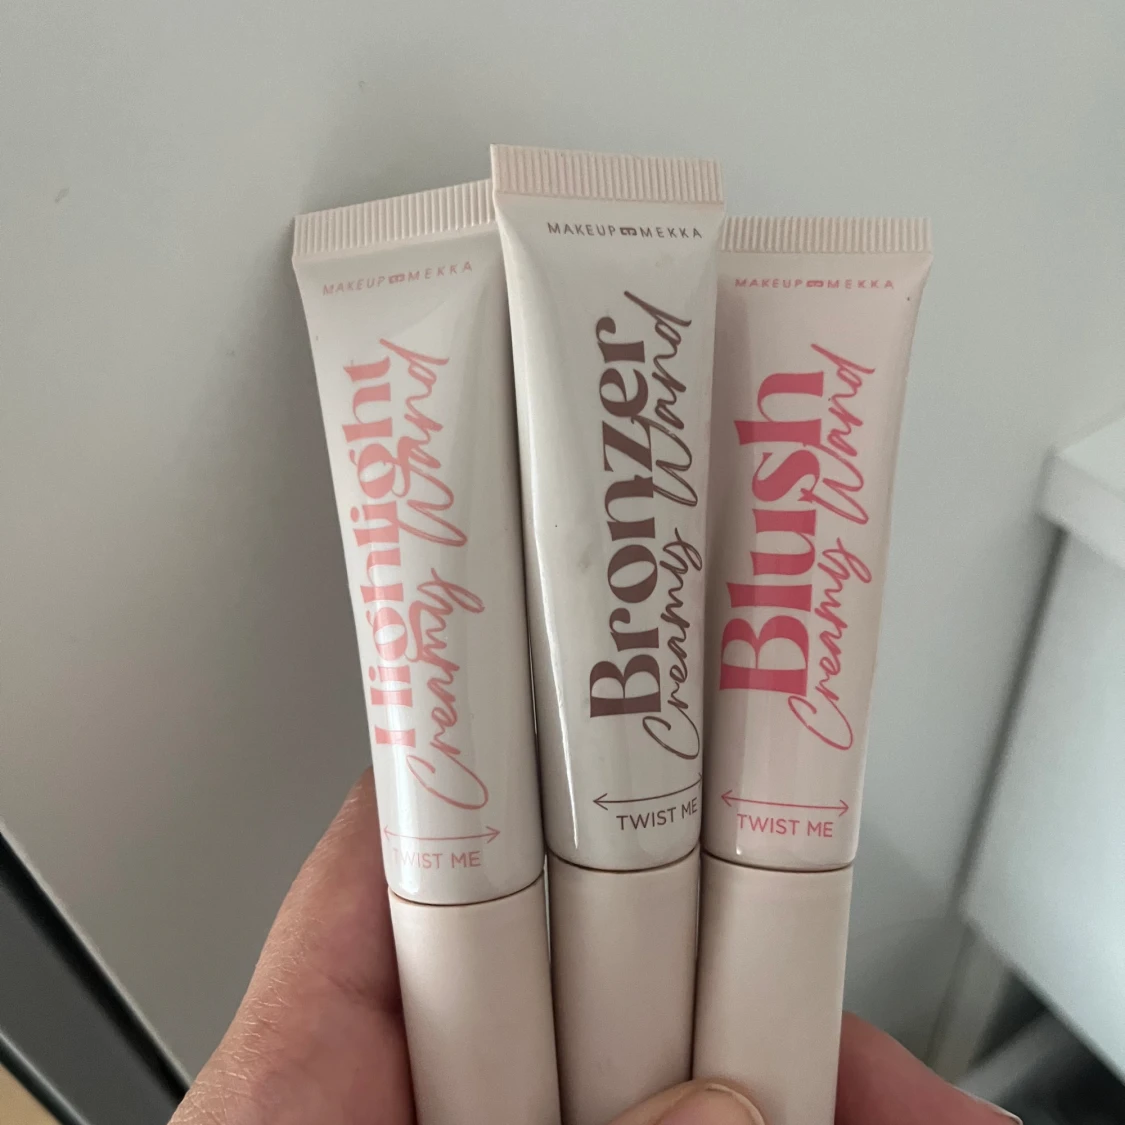 MAKEUP MEKKA
Highlight
Creamy Wand
TWIST ME
MAKEUP MEKKA
Bronzer
Creamy Wand
TWIST ME
MAKEUP MEKKA
Blush
Creamy Wand
TWIST ME